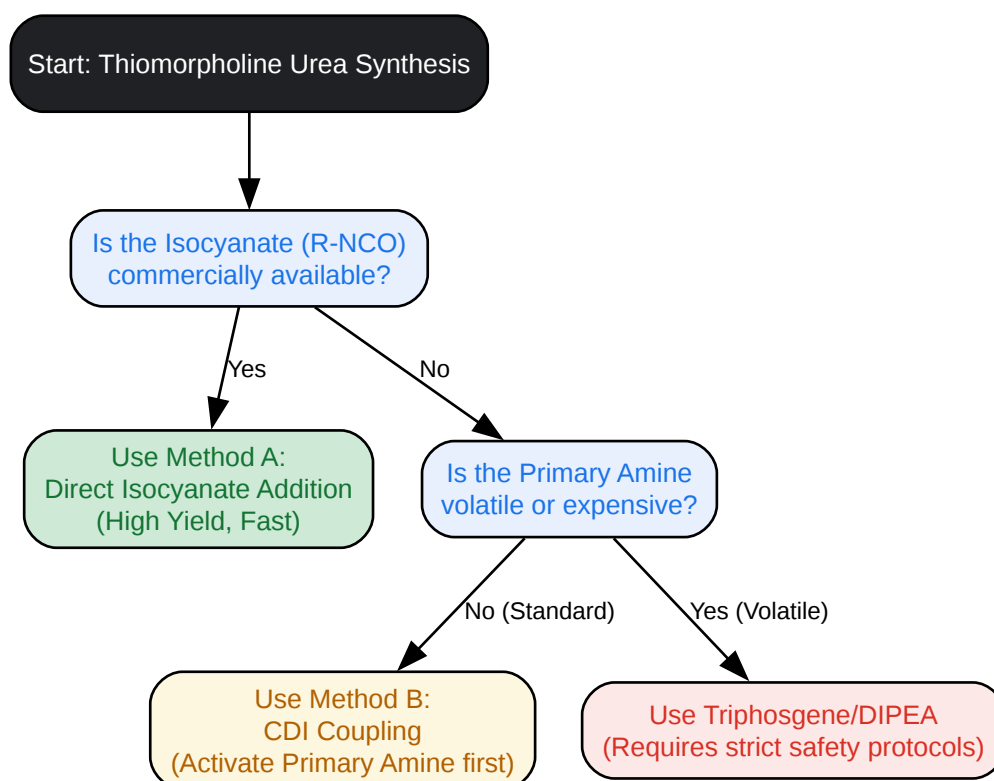 Start: Thiomorpholine Urea Synthesis
Is the Isocyanate (R-NCO)
commercially available?
Yes
No
Use Method A:
Direct Isocyanate Addition
(High Yield, Fast)
Is the Primary Amine
volatile or expensive?
No (Standard)
Yes (Volatile)
Use Method B:
CDI Coupling
(Activate Primary Amine first)
Use Triphosgene/DIPEA
(Requires strict safety protocols)